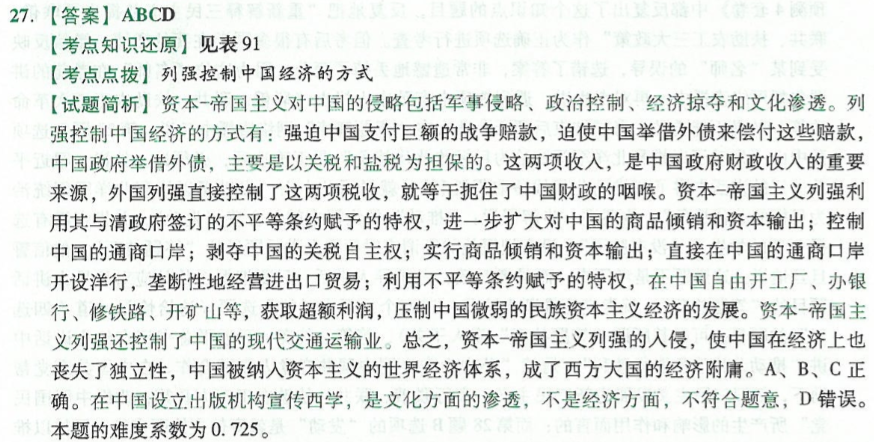 27. 【答案】ABCD
【考点知识还原】见表91
【考点点拨】列强控制中国经济的方式
【试题简析】资本-帝国主义对中国的侵略包括军事侵略、政治控制、经济掠夺和文化渗透。列
强控制中国经济的方式有：强迫中国支付巨额的战争赔款，迫使中国举借外债来偿付这些赔款，
中国政府举借外债，主要是以关税和盐税为担保的。这两项收入，是中国政府财政收入的重要
来源，外国列强直接控制了这两项税收，就等于扼住了中国财政的咽喉。资本-帝国主义列强利
用其与清政府签订的不平等条约赋予的特权，进一步扩大对中国的商品倾销和资本输出；控制
中国的通商口岸；剥夺中国的关税自主权；实行商品倾销和资本输出；直接在中国的通商口岸
开设洋行，垄断性地经营进出口贸易；利用不平等条约赋予的特权，在中国自由开工厂、办银
行、修铁路、开矿山等，获取超额利润，压制中国微弱的民族资本主义经济的发展。资本-帝国主
义列强还控制了中国的现代交通运输业。总之，资本-帝国主义列强的入侵，使中国在经济上也
丧失了独立性，中国被纳入资本主义的世界经济体系，成了西方大国的经济附庸。A、B、C正
确。在中国设立出版机构宣传西学，是文化方面的渗透，不是经济方面，不符合题意，D错误。
本题的难度系数为0.725。